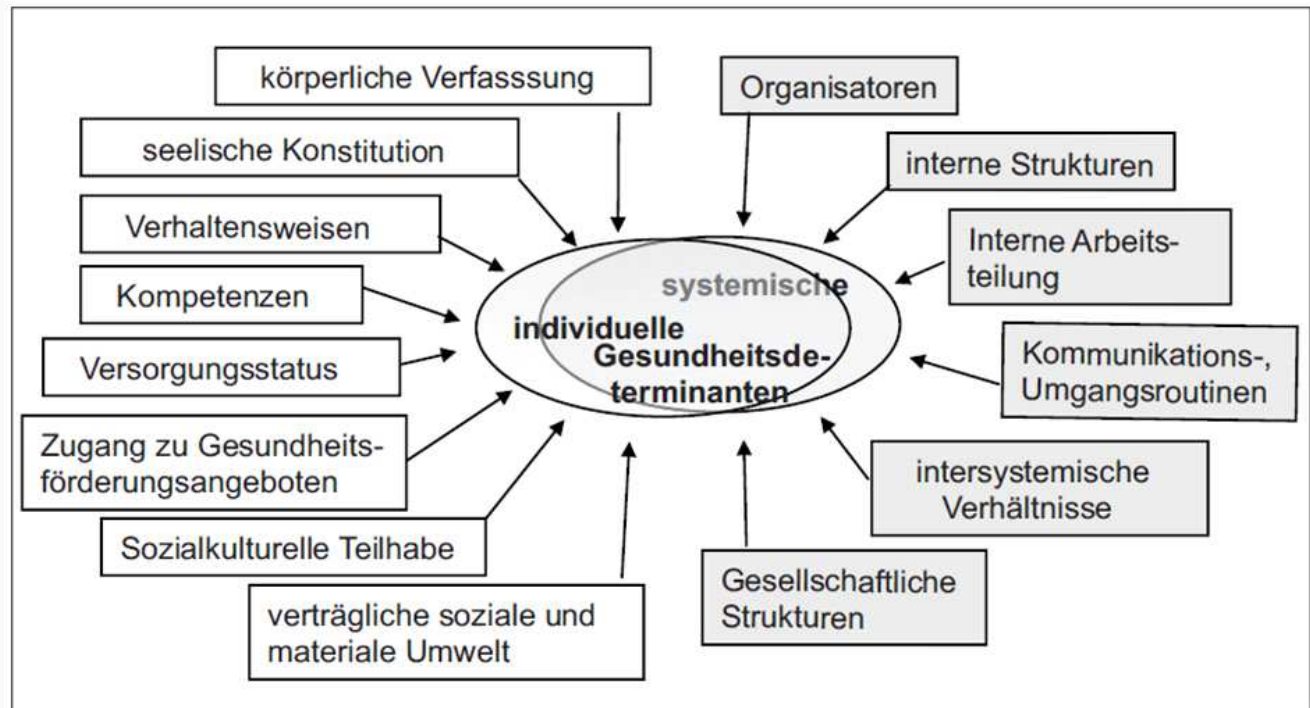 körperliche Verfasssung
seelische Konstitution
Verhaltensweisen
Kompetenzen
Versorgungsstatus
Zugang zu Gesundheits-
förderungsangeboten
Sozialkulturelle Teilhabe
verträgliche soziale und
materiale Umwelt
systemische
individuelle
Gesundheitsde-
terminanten
Organisatoren
interne Strukturen
Interne Arbeits-
teilung
Kommunikations-,
Umgangsroutinen
intersystemische
Verhältnisse
Gesellschaftliche
Strukturen